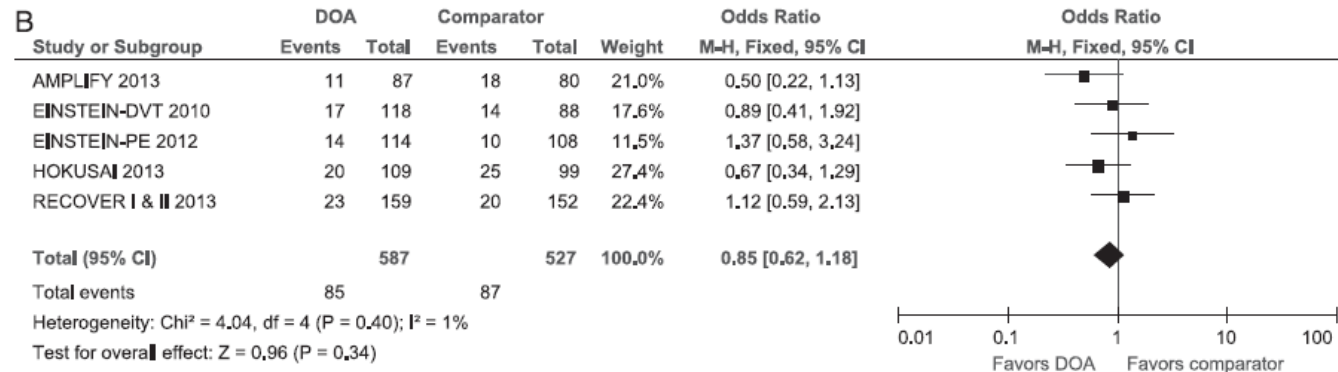 B
DOA Comparator Odds Ratio Odds Ratio
Study or Subgroup Events Total Events Total Weight M-H, Fixed, 95% CI M-H, Fixed, 95% CI
AMPLIFY 2013 11 87 18 80 21.0% 0.50 [0.22, 1.13]
EINSTEIN-DVT 2010 17 118 14 88 17.6% 0.89 [0.41, 1.92]
EINSTEIN-PE 2012 14 114 10 108 11.5% 1.37 [0.58, 3.24]
HOKUSAI 2013 20 109 25 99 27.4% 0.67 [0.34, 1.29]
RECOVER I & II 2013 23 159 20 152 22.4% 1.12 [0.59, 2.13]
Total (95% CI) 587 527 100.0% 0.85 [0.62, 1.18]
Total events 85 87
Heterogeneity: Chi² = 4.04, df = 4 (P = 0.40); I² = 1%
Test for overall effect: Z = 0.96 (P = 0.34)
0.01 0.1 1 10 100
Favors DOA Favors comparator